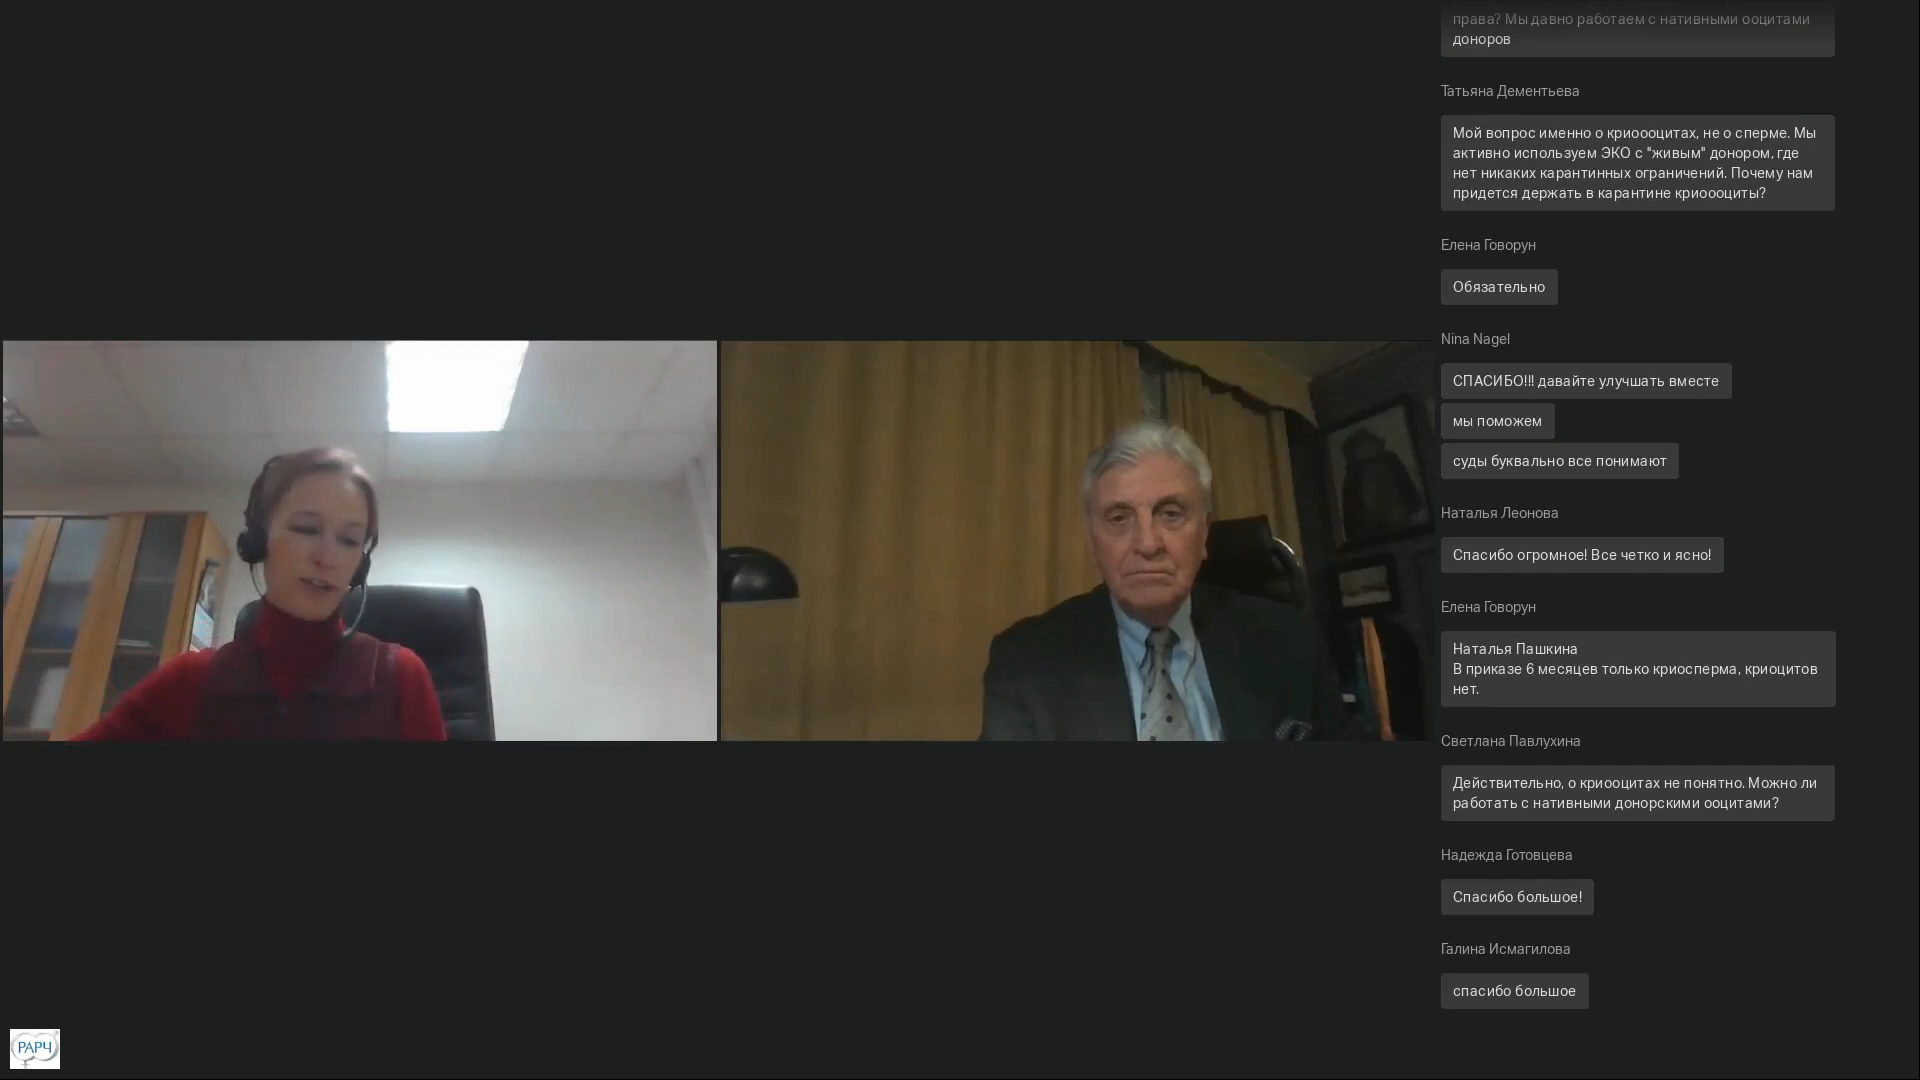 права? Мы давно работаем с нативными ооцитами
доноров
Татьяна Дементьева
Мой вопрос именно о криоооцитах, не о сперме. Мы
активно используем ЭКО с "живым" донором, где
нет никаких карантинных ограничений. Почему нам
придется держать в карантине криоооциты?
Елена Говорун
Обязательно
Nina Nagel
СПАСИБО!!! давайте улучшать вместе
мы поможем
суды буквально все понимают
Наталья Леонова
Спасибо огромное! Все четко и ясно!
Елена Говорун
Наталья Пашкина
В приказе 6 месяцев только криосперма, криоцитов
нет.
Светлана Павлухина
Действительно, о криооцитах не понятно. Можно ли
работать с нативными донорскими ооцитами?
Надежда Готовцева
Спасибо большое!
Галина Исмагилова
спасибо большое
РАРЧ